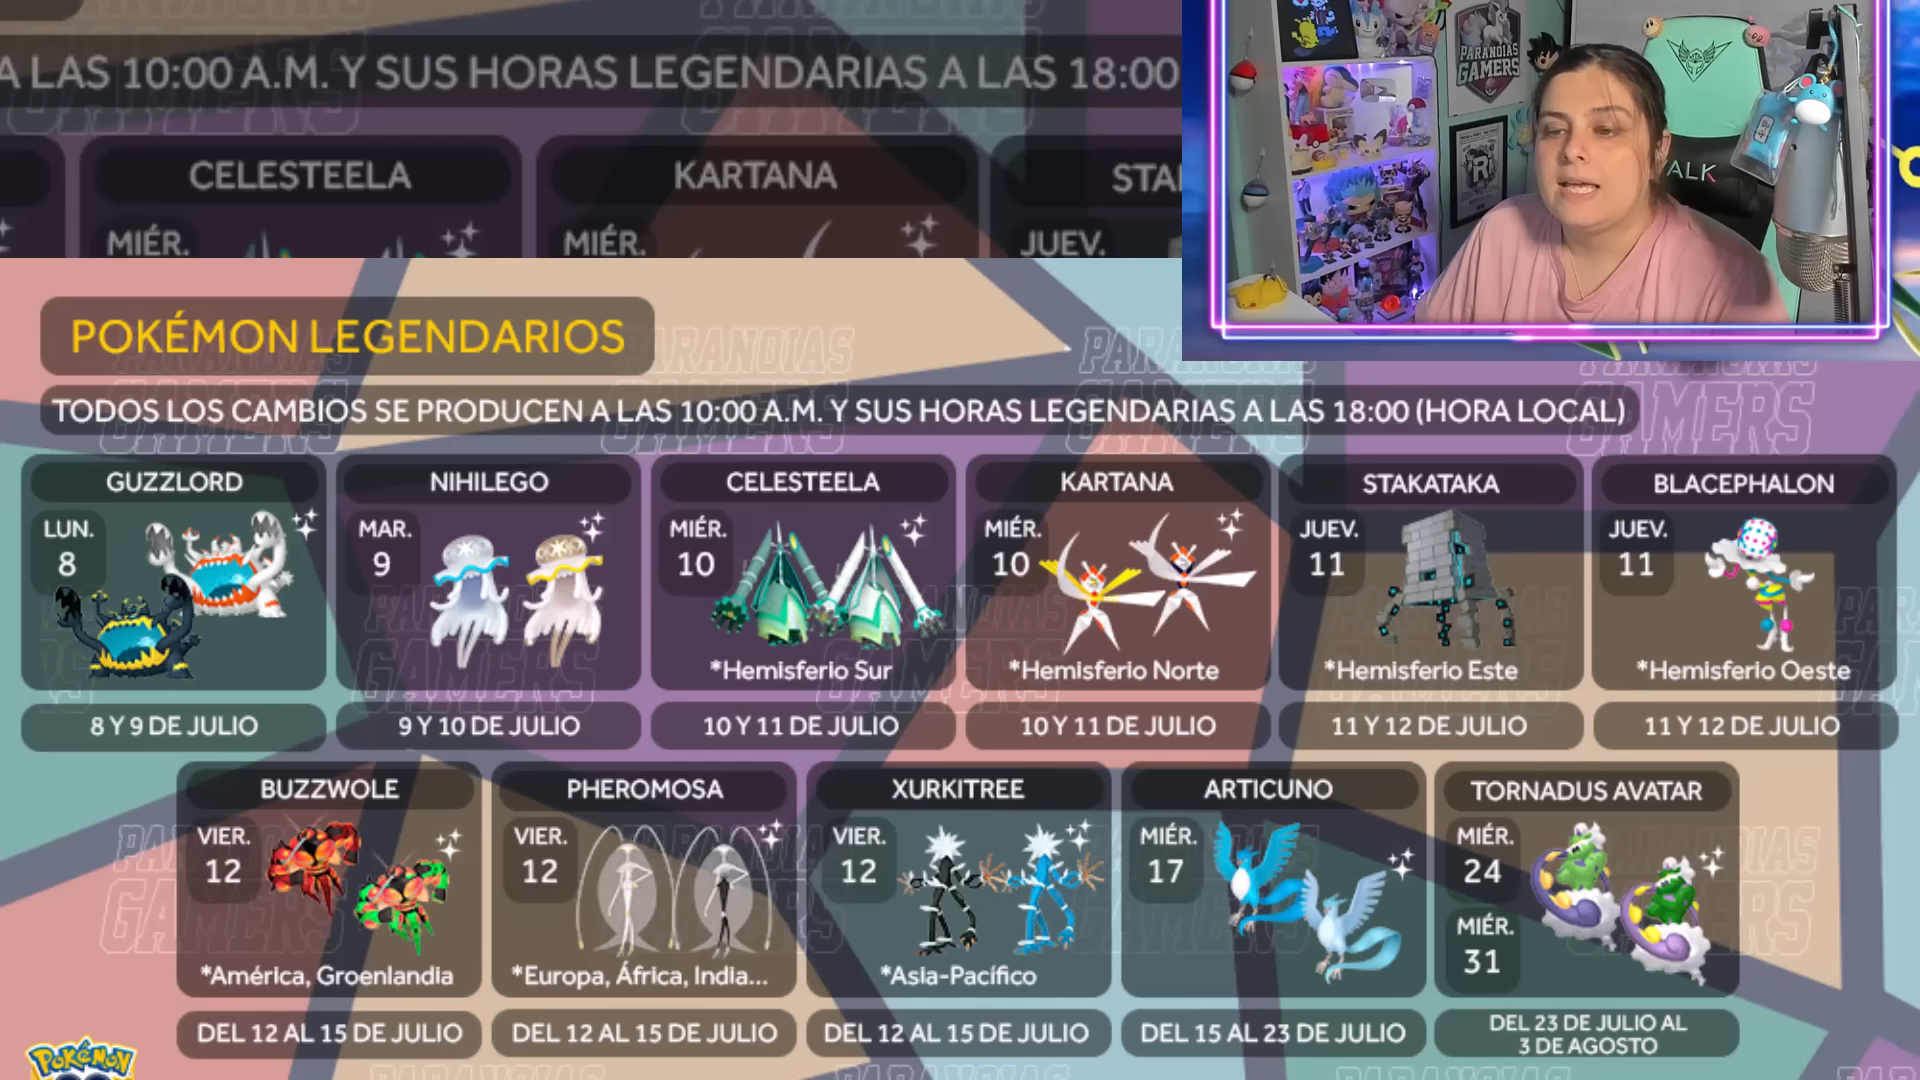 A LAS 10:00 A.M. Y SUS HORAS LEGENDARIAS A LAS 18:00
CELESTEELA
KARTANA
STA
MIÉR.
MIÉR.
JUEV.
PARANOIAS
GAMERS
R
ALK
POKÉMON LEGENDARIOS
TODOS LOS CAMBIOS SE PRODUCEN A LAS 10:00 A.M. Y SUS HORAS LEGENDARIAS A LAS 18:00 (HORA LOCAL)
GUZZLORD
LUN.
8
8 Y 9 DE JULIO
NIHILEGO
MAR.
9
9 Y 10 DE JULIO
CELESTEELA
MIÉR.
10
*Hemisferio Sur
10 Y 11 DE JULIO
KARTANA
MIÉR.
10
*Hemisferio Norte
10 Y 11 DE JULIO
STAKATAKA
JUEV.
11
*Hemisferio Este
11 Y 12 DE JULIO
BLACEPHALON
JUEV.
11
*Hemisferio Oeste
11 Y 12 DE JULIO
BUZZWOLE
VIER.
12
*América, Groenlandia
DEL 12 AL 15 DE JULIO
PHEROMOSA
VIER.
12
*Europa, África, India...
DEL 12 AL 15 DE JULIO
XURKITREE
VIER.
12
*Asia-Pacífico
DEL 12 AL 15 DE JULIO
ARTICUNO
MIÉR.
17
DEL 15 AL 23 DE JULIO
TORNADUS AVATAR
MIÉR.
24
MIÉR.
31
DEL 23 DE JULIO AL
3 DE AGOSTO
POKÉMON
PARANOIAS
GAMERS